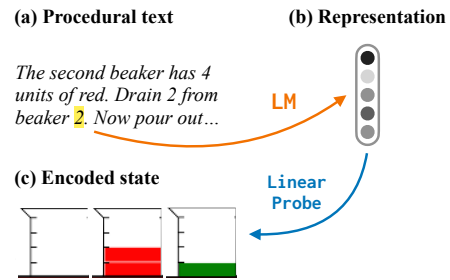 (a) Procedural text
(b) Representation
The second beaker has 4
units of red. Drain 2 from
beaker 2. Now pour out…
LM
(c) Encoded state
Linear
Probe